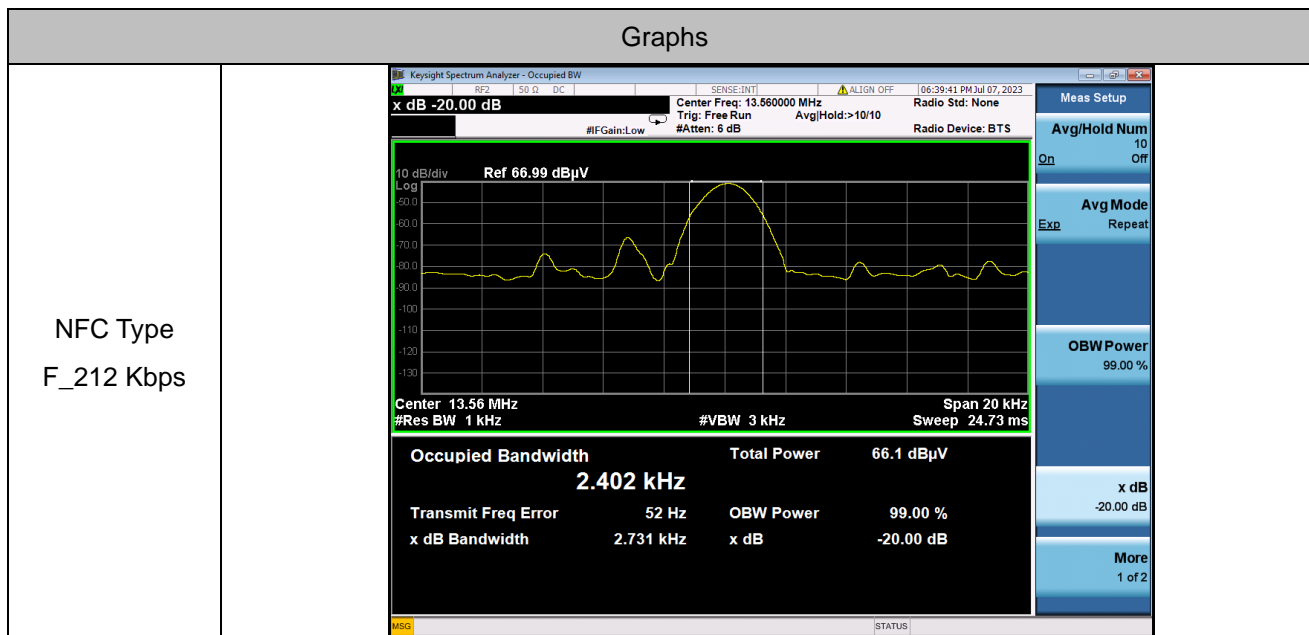 Graphs
NFC Type
F_212 Kbps
Keysight Spectrum Analyzer - Occupied BW
LXI RF2 50 Ω DC SENSE:INT ALIGN OFF 06:39:41 PM Jul 07, 2023
x dB -20.00 dB
Center Freq: 13.560000 MHz
Radio Std: None
Trig: Free Run Avg|Hold:>10/10
#IFGain:Low #Atten: 6 dB Radio Device: BTS
10 dB/div Ref 66.99 dBµV
Log
-50.0
-60.0
-70.0
-80.0
-90.0
-100
-110
-120
-130
Center 13.56 MHz Span 20 kHz
#Res BW 1 kHz #VBW 3 kHz Sweep 24.73 ms
Occupied Bandwidth Total Power 66.1 dBµV
2.402 kHz
Transmit Freq Error 52 Hz OBW Power 99.00 %
x dB Bandwidth 2.731 kHz x dB -20.00 dB
MSG STATUS
Meas Setup
Avg/Hold Num
10
On Off
Avg Mode
Exp Repeat
OBW Power
99.00 %
x dB
-20.00 dB
More
1 of 2